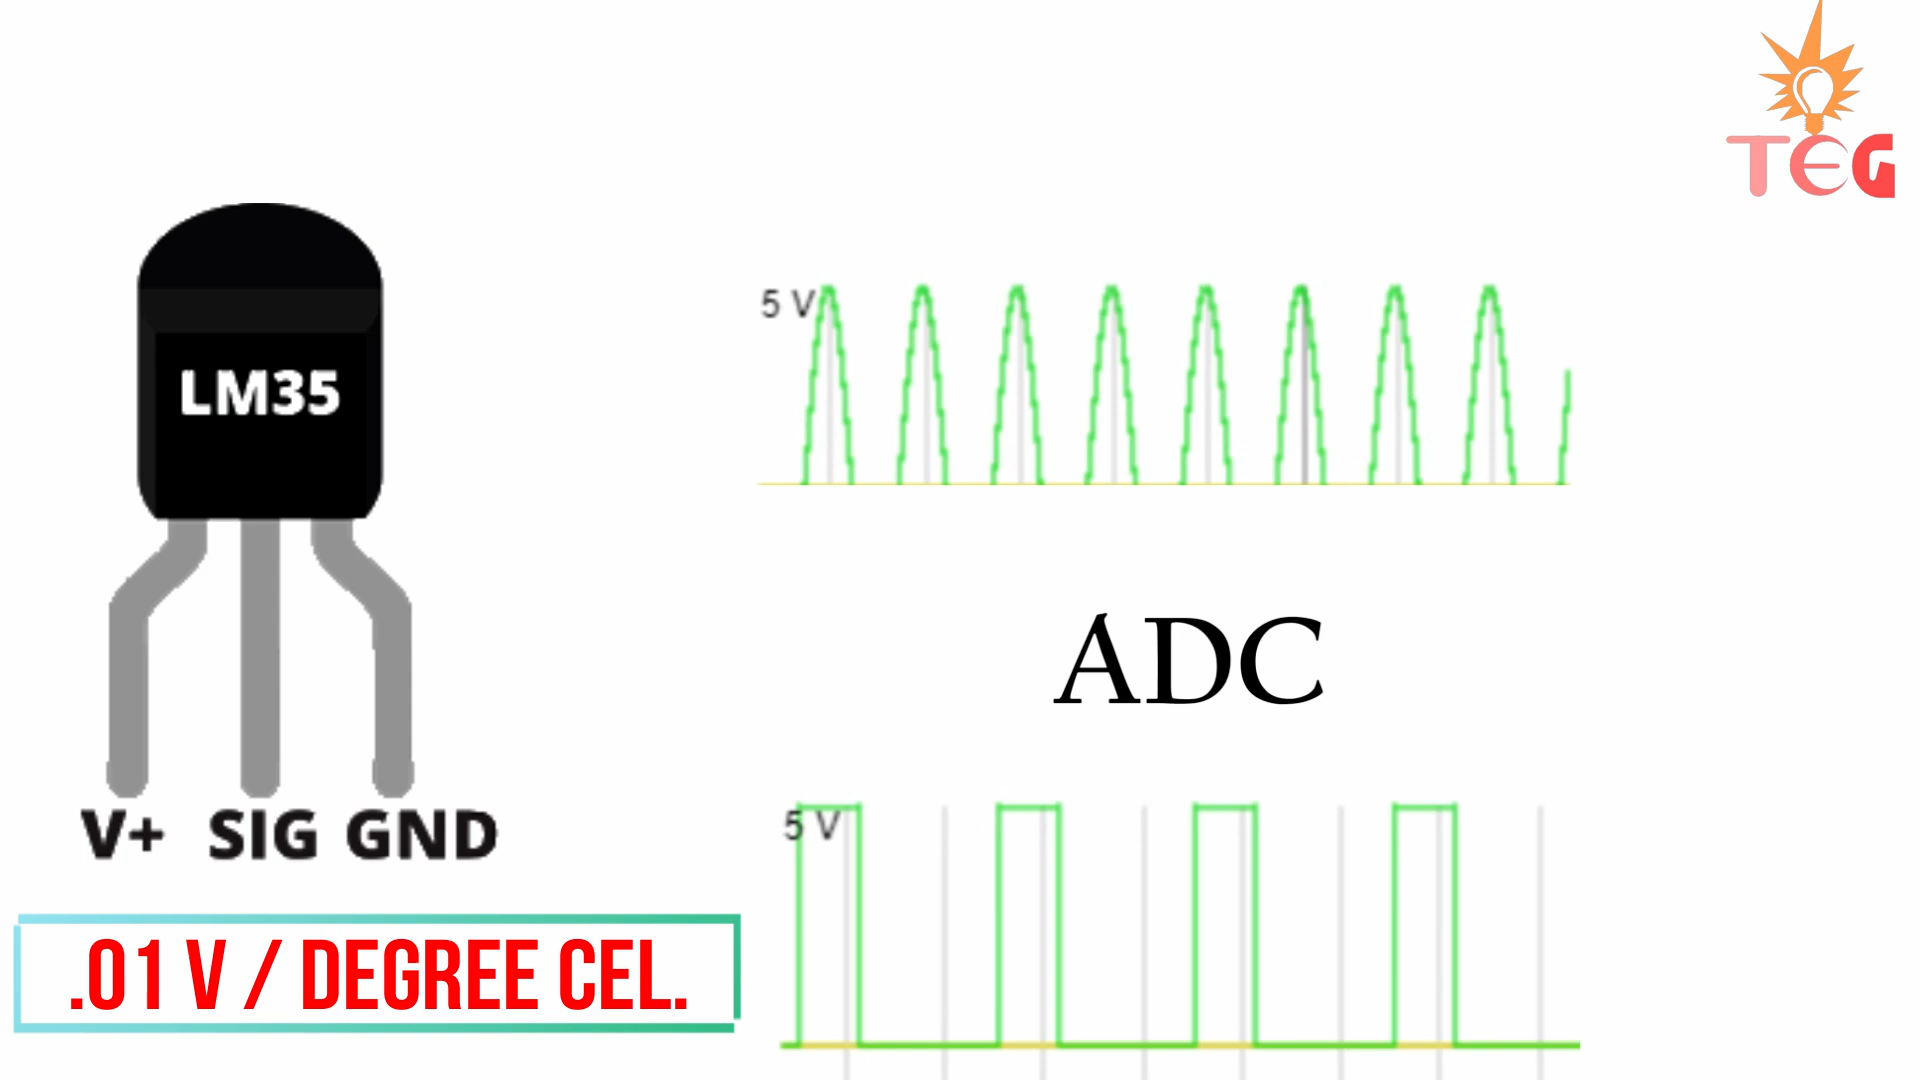 TEG
LM35
V+ SIG GND
.01 V / DEGREE CEL.
5 V
ADC
5 V